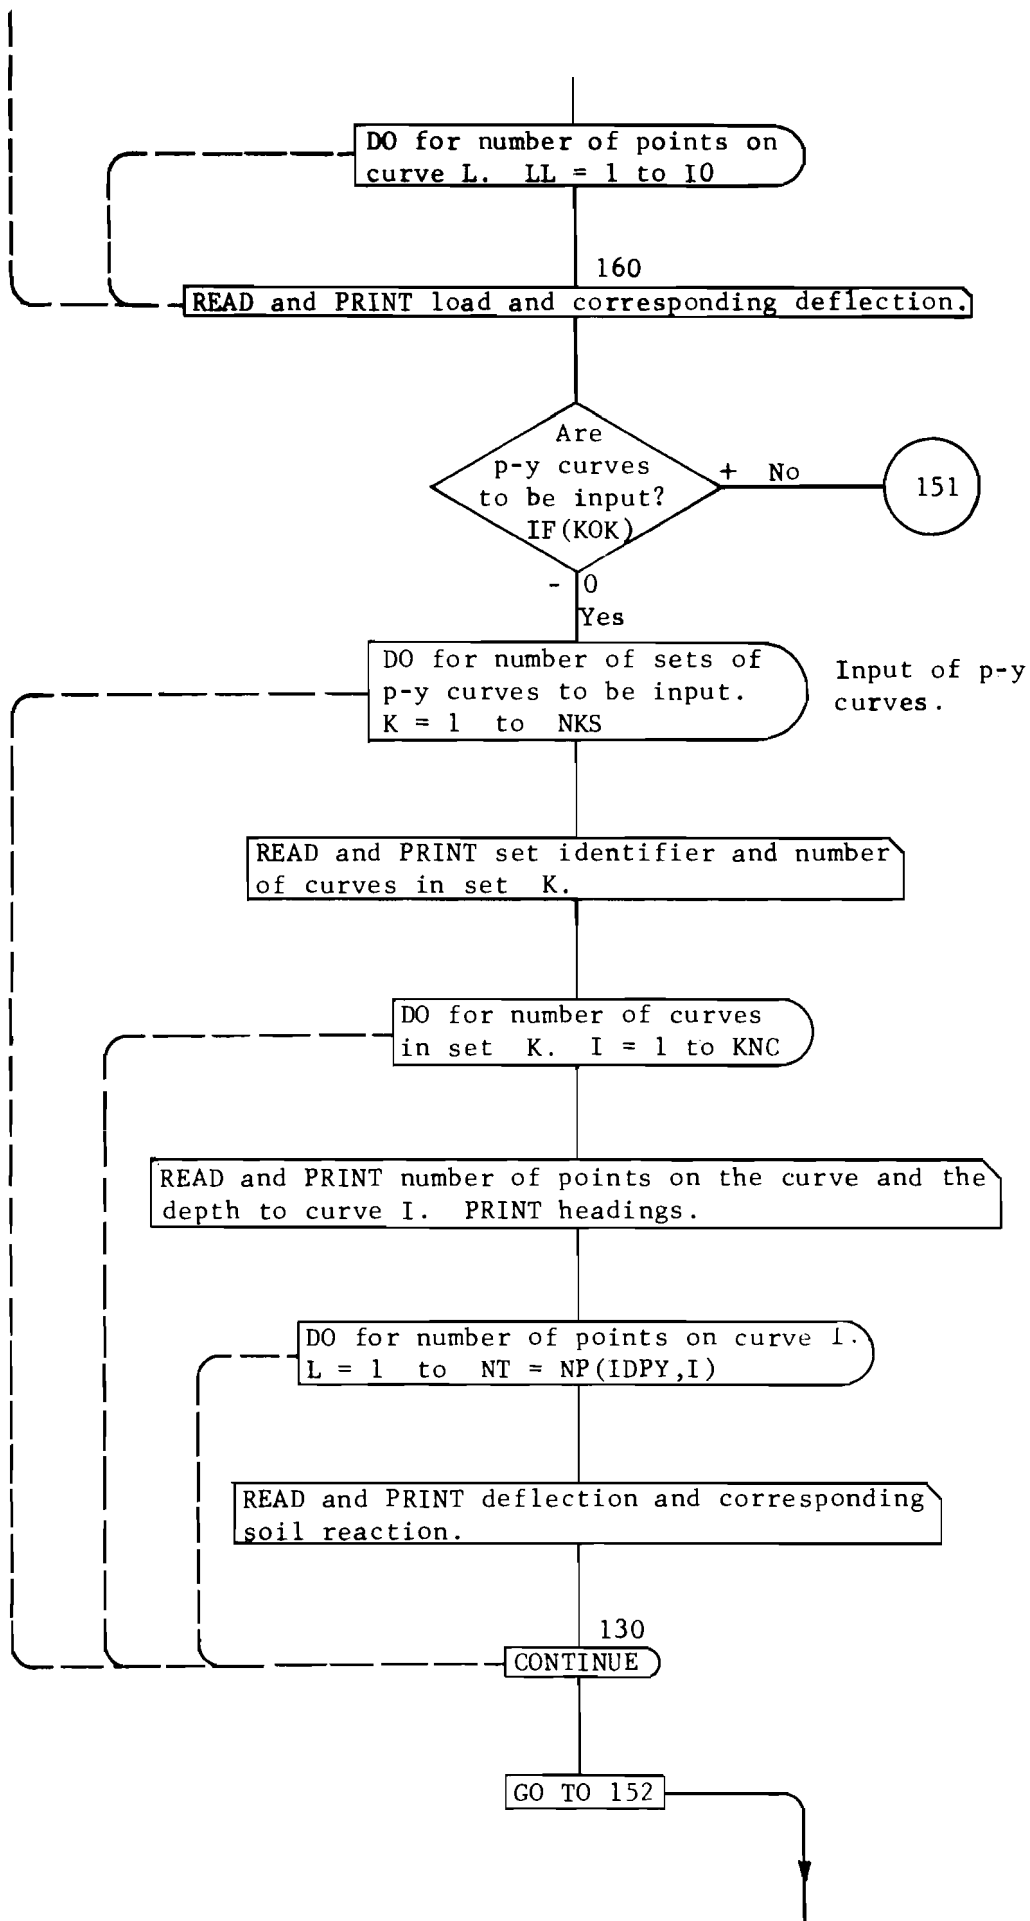 DO for number of points on
curve L. LL = 1 to IO
160
READ and PRINT load and corresponding deflection.
Are
p-y curves
to be input?
IF(KOK)
+ No
151
- 0
Yes
DO for number of sets of
p-y curves to be input.
K = 1 to NKS
Input of p-y
curves.
READ and PRINT set identifier and number
of curves in set K.
DO for number of curves
in set K. I = 1 to KNC
READ and PRINT number of points on the curve and the
depth to curve I. PRINT headings.
DO for number of points on curve I.
L = 1 to NT = NP(IDPY,I)
READ and PRINT deflection and corresponding
soil reaction.
130
CONTINUE
GO TO 152